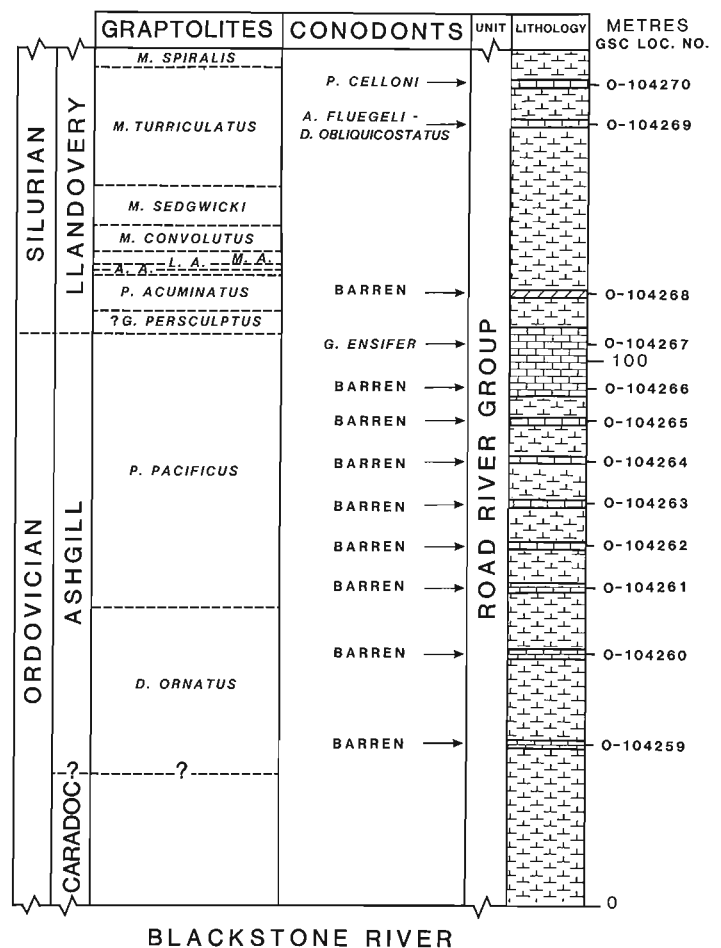 GRAPTOLITES
CONODONTS
UNIT
LITHOLOGY
METRES
GSC LOC. NO.
SILURIAN
ORDOVICIAN
LLANDOVERY
ASHGILL
?
CARADOC
M. SPIRALIS
M. TURRICULATUS
M. SEDGWICKI
M. CONVOLUTUS
M. A.
L. A.
A. A.
P. ACUMINATUS
?G. PERSCULPTUS
P. PACIFICUS
D. ORNATUS
?
P. CELLONI
A. FLUEGELI -
D. OBLIQUICOSTATUS
BARREN
G. ENSIFER
BARREN
BARREN
BARREN
BARREN
BARREN
BARREN
BARREN
BARREN
ROAD RIVER GROUP
O-104270
O-104269
O-104268
O-104267
100
O-104266
O-104265
O-104264
O-104263
O-104262
O-104261
O-104260
O-104259
0
BLACKSTONE RIVER